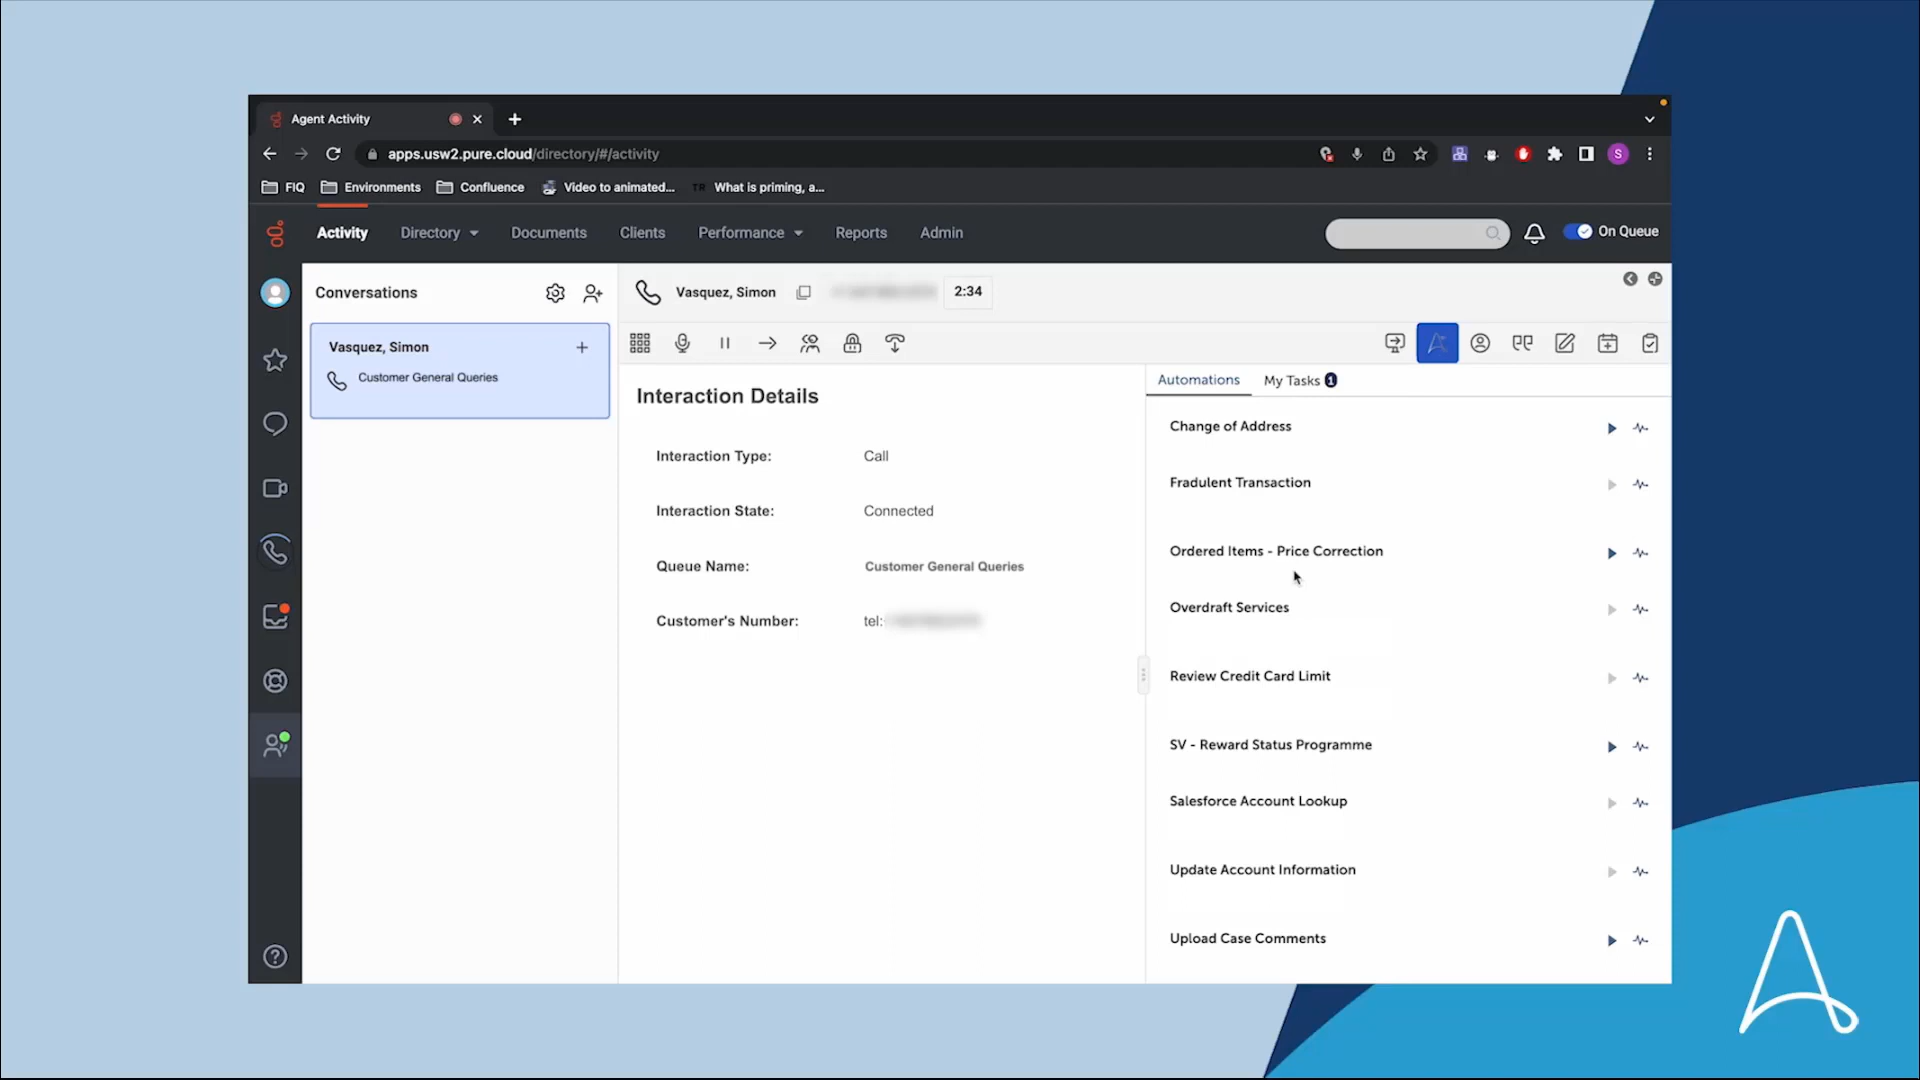 Agent Activity
apps.usw2.pure.cloud/directory/#/activity
S
FIQ
Environments
Confluence
Video to animated...
TR
What is priming, a...
Activity
Directory
Documents
Clients
Performance
Reports
Admin
On Queue
Conversations
Vasquez, Simon
Customer General Queries
Vasquez, Simon
2:34
Interaction Details
Interaction Type:
Call
Interaction State:
Connected
Queue Name:
Customer General Queries
Customer's Number:
tel:
Automations
My Tasks 1
Change of Address
Fradulent Transaction
Ordered Items - Price Correction
Overdraft Services
Review Credit Card Limit
SV - Reward Status Programme
Salesforce Account Lookup
Update Account Information
Upload Case Comments